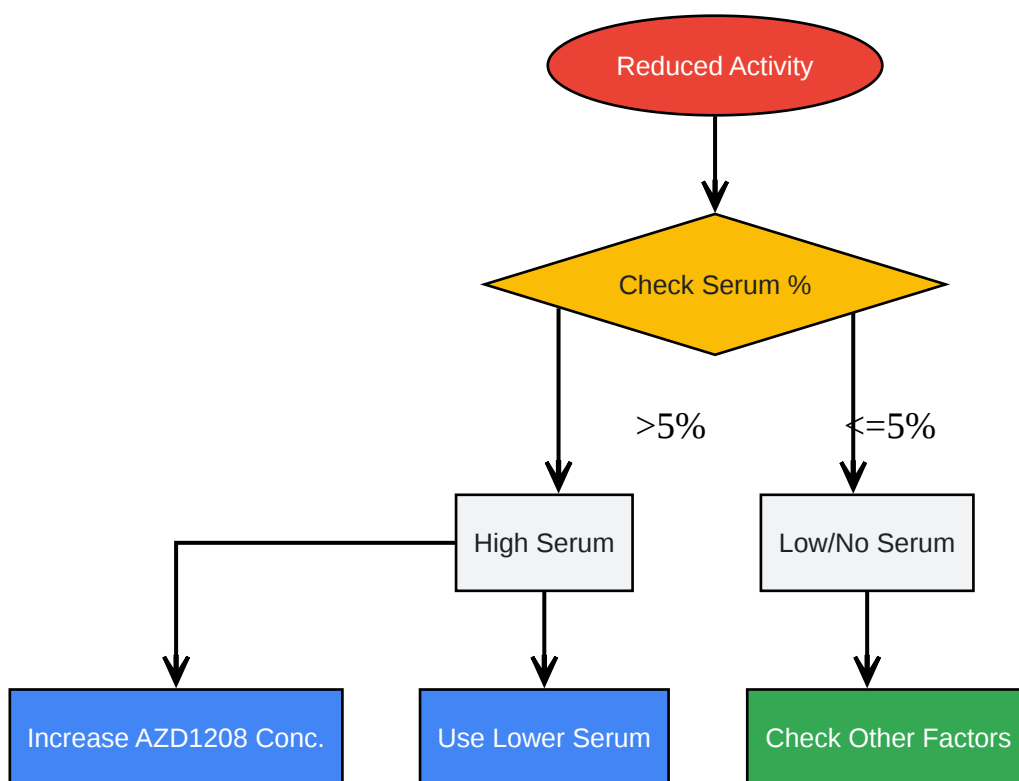 Reduced Activity
Check Serum %
>5%
<=5%
High Serum
Low/No Serum
Increase AZD1208 Conc.
Use Lower Serum
Check Other Factors